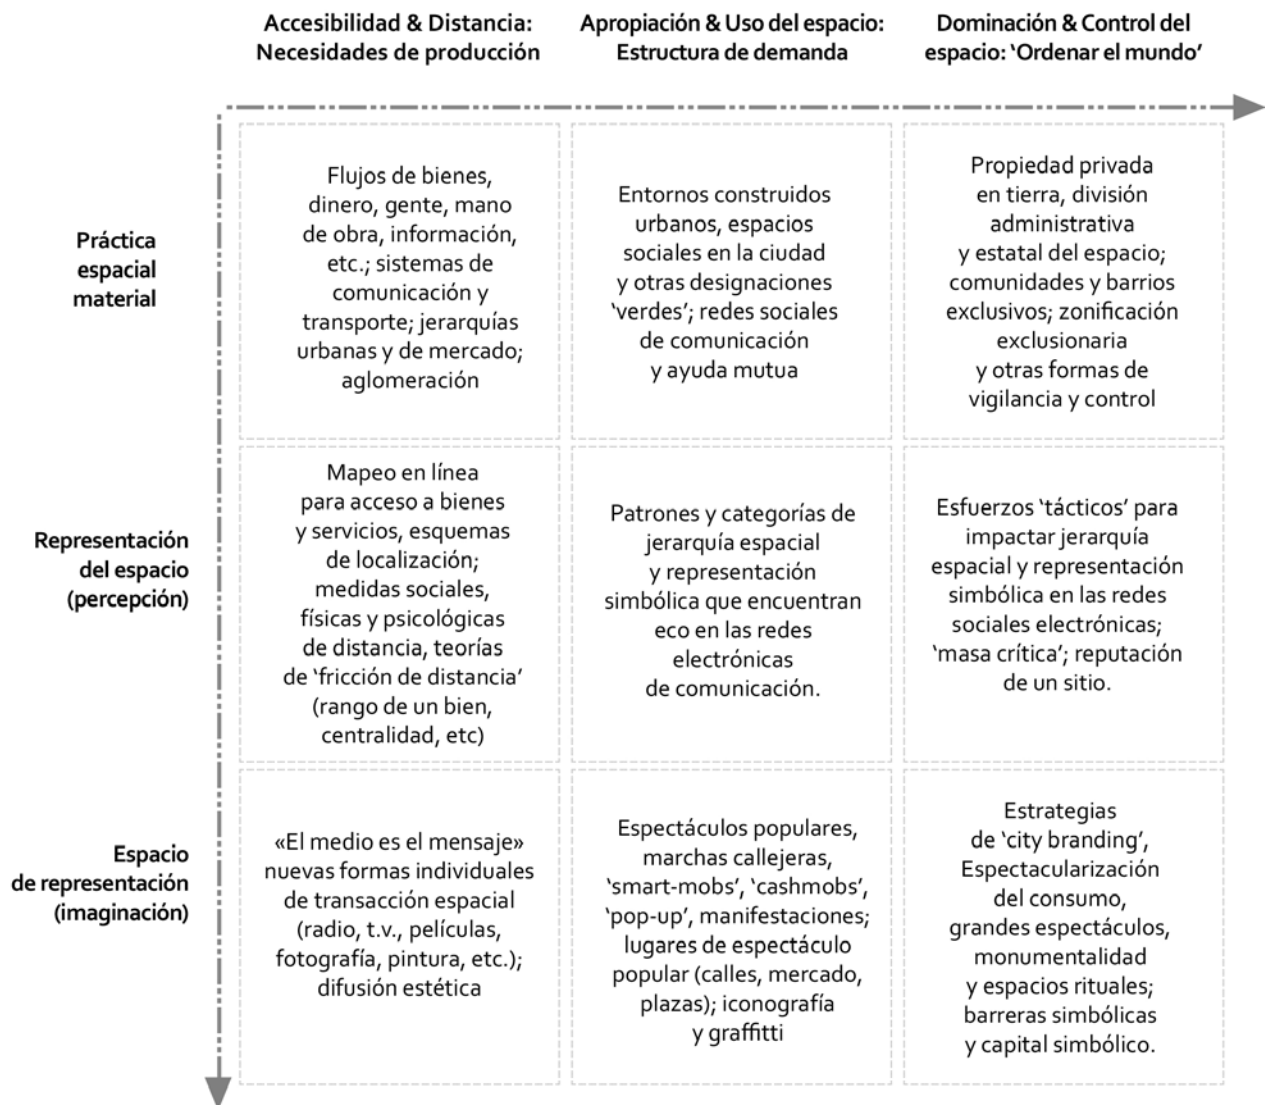 Accesibilidad & Distancia:
Necesidades de producción
Apropiación & Uso del espacio:
Estructura de demanda
Dominación & Control del
espacio: ‘Ordenar el mundo’
Práctica
espacial
material
Flujos de bienes,
dinero, gente, mano
de obra, información,
etc.; sistemas de
comunicación y
transporte; jerarquías
urbanas y de mercado;
aglomeración
Entornos construidos
urbanos, espacios
sociales en la ciudad
y otras designaciones
‘verdes’; redes sociales
de comunicación
y ayuda mutua
Propiedad privada
en tierra, división
administrativa
y estatal del espacio;
comunidades y barrios
exclusivos; zonificación
exclusionaria
y otras formas de
vigilancia y control
Representación
del espacio
(percepción)
Mapeo en línea
para acceso a bienes
y servicios, esquemas
de localización;
medidas sociales,
físicas y psicológicas
de distancia, teorías
de ‘fricción de distancia’
(rango de un bien,
centralidad, etc)
Patrones y categorías de
jerarquía espacial
y representación
simbólica que encuentran
eco en las redes
electrónicas
de comunicación.
Esfuerzos ‘tácticos’ para
impactar jerarquía
espacial y representación
simbólica en las redes
sociales electrónicas;
‘masa crítica’; reputación
de un sitio.
Espacio
de representación
(imaginación)
«El medio es el mensaje»
nuevas formas individuales
de transacción espacial
(radio, t.v., películas,
fotografía, pintura, etc.);
difusión estética
Espectáculos populares,
marchas callejeras,
‘smart-mobs’, ‘cashmobs’,
‘pop-up’, manifestaciones;
lugares de espectáculo
popular (calles, mercado,
plazas); iconografía
y graffitti
Estrategias
de ‘city branding’,
Espectacularización
del consumo,
grandes espectáculos,
monumentalidad
y espacios rituales;
barreras simbólicas
y capital simbólico.